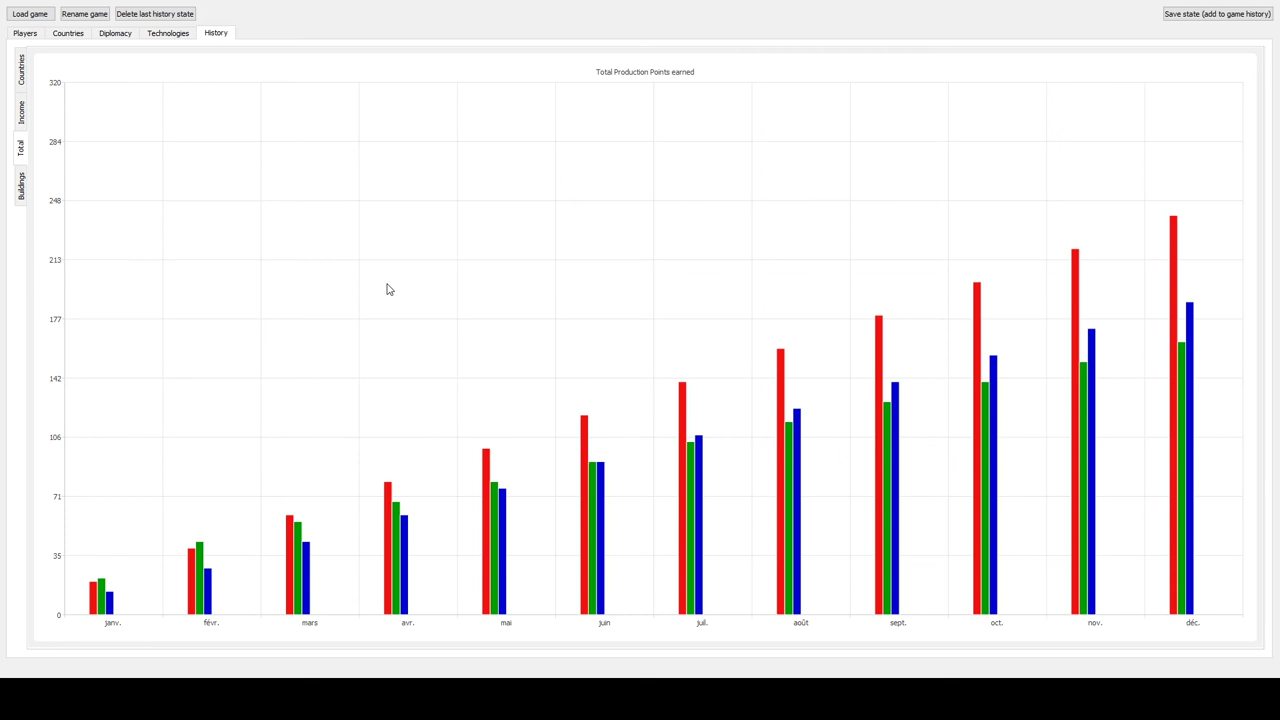 Load game Rename game Delete last history state Save state (add to game history)
Players Countries Diplomacy Technologies History
Countries
Income
Total
Buildings
Total Production Points earned
320
284
248
213
177
142
106
71
35
0
janv. févr. mars avr. mai juin juil. août sept. oct. nov. déc.